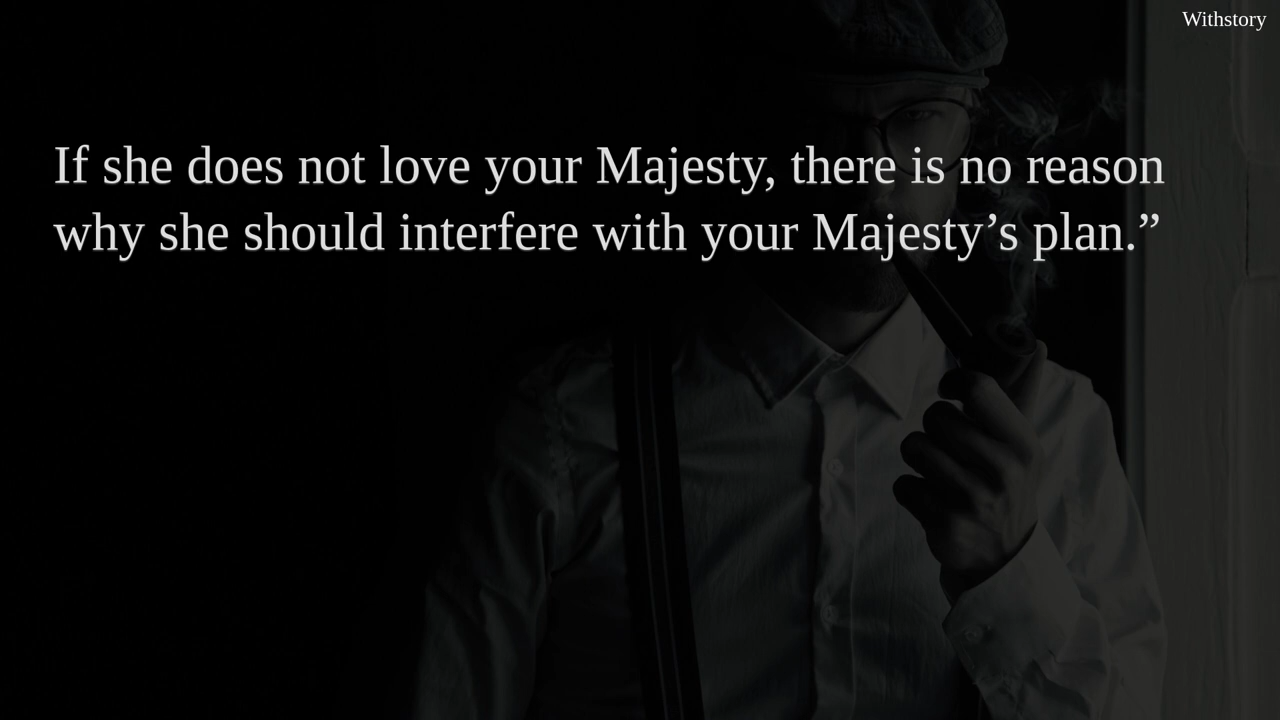 Withstory
If she does not love your Majesty, there is no reason
why she should interfere with your Majesty’s plan.”